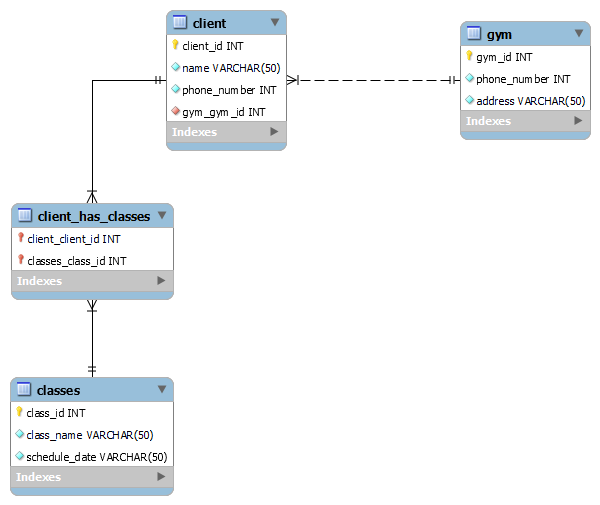 client
client_id INT
name VARCHAR(50)
phone_number INT
gym_gym_id INT
Indexes
gym
gym_id INT
phone_number INT
address VARCHAR(50)
Indexes
client_has_classes
client_client_id INT
classes_class_id INT
Indexes
classes
class_id INT
class_name VARCHAR(50)
schedule_date VARCHAR(50)
Indexes